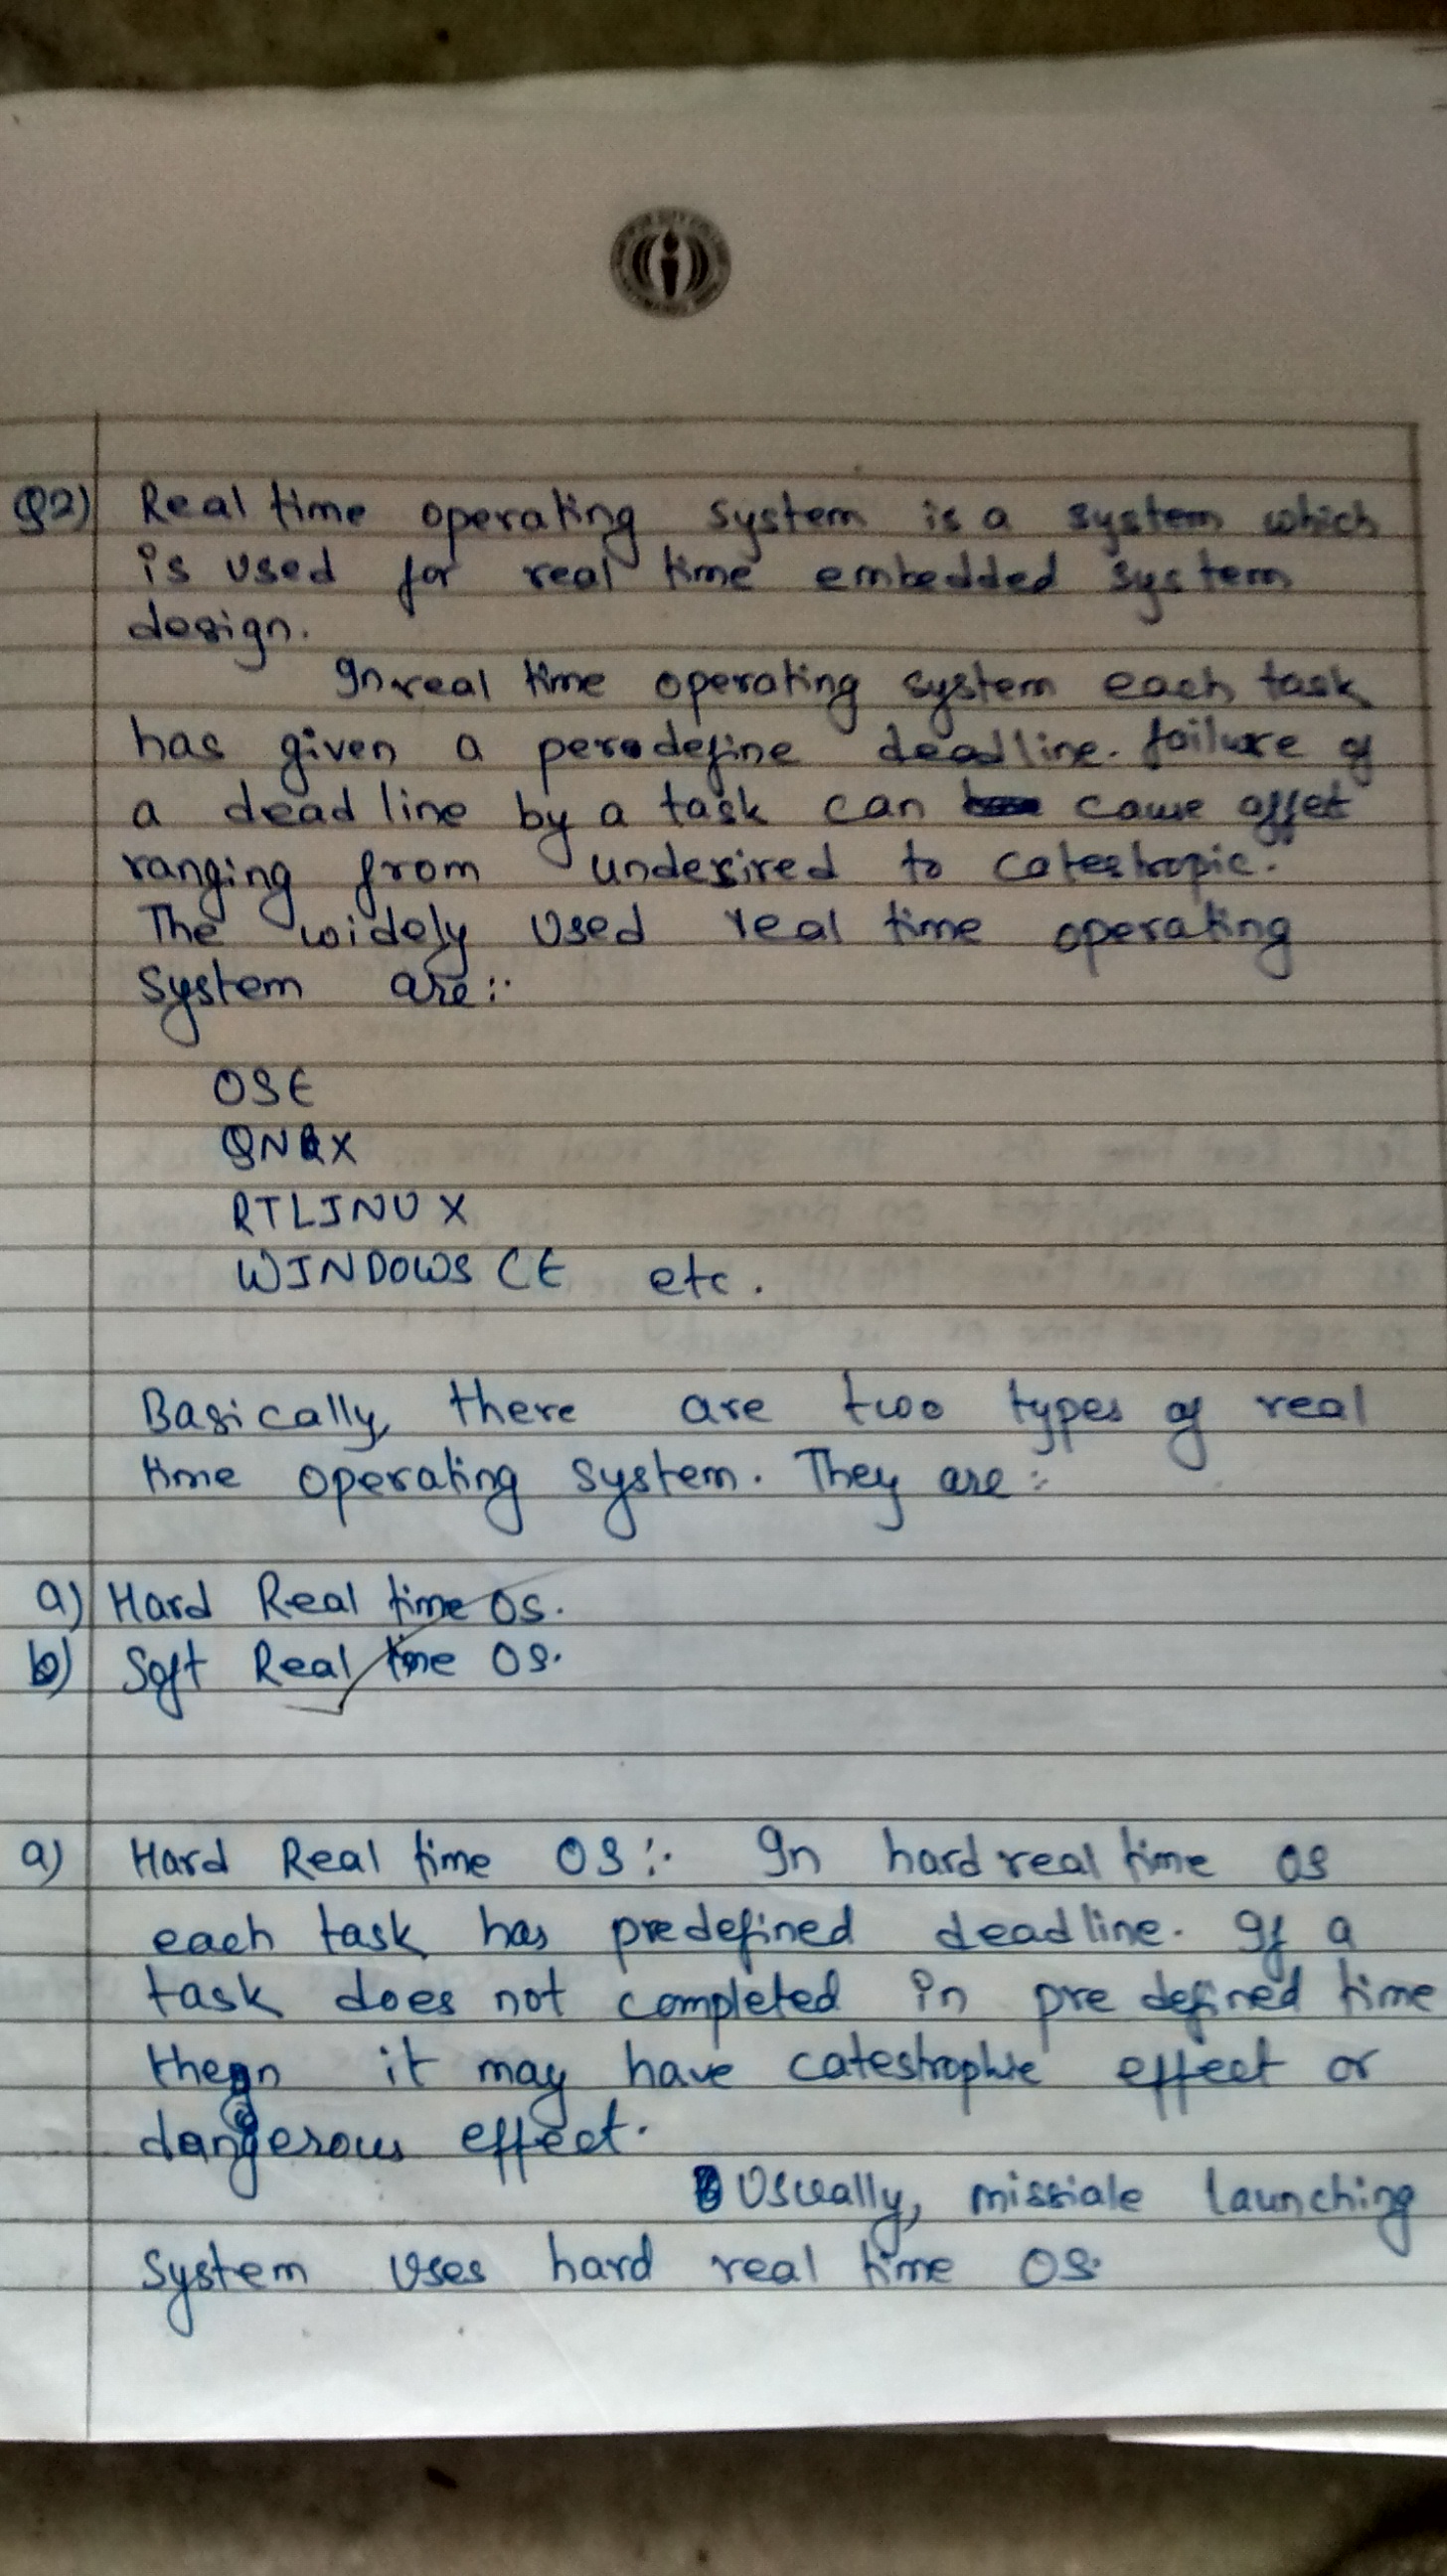 Q2) Real time operating system is a system which
is used for real time embedded system
design.
In real time operating system each task
has given a peredefine deadline. failure of
a dead line by a task can cause affet
ranging from undesired to catestropic.
The widely used real time operating
system are:-
OSE
QNX
RTLINUX
WINDOWS CE etc.
Basically, there are two types of real
time operating system. They are :-
a) Hard Real time OS.
b) Soft Real time OS.
a) Hard Real time OS :- In hard real time OS
each task has predefined deadline. If a
task does not completed in pre defined time
then it may have catestrophie effect or
dangerous effect.
Usually, missiale launching
system uses hard real time OS.